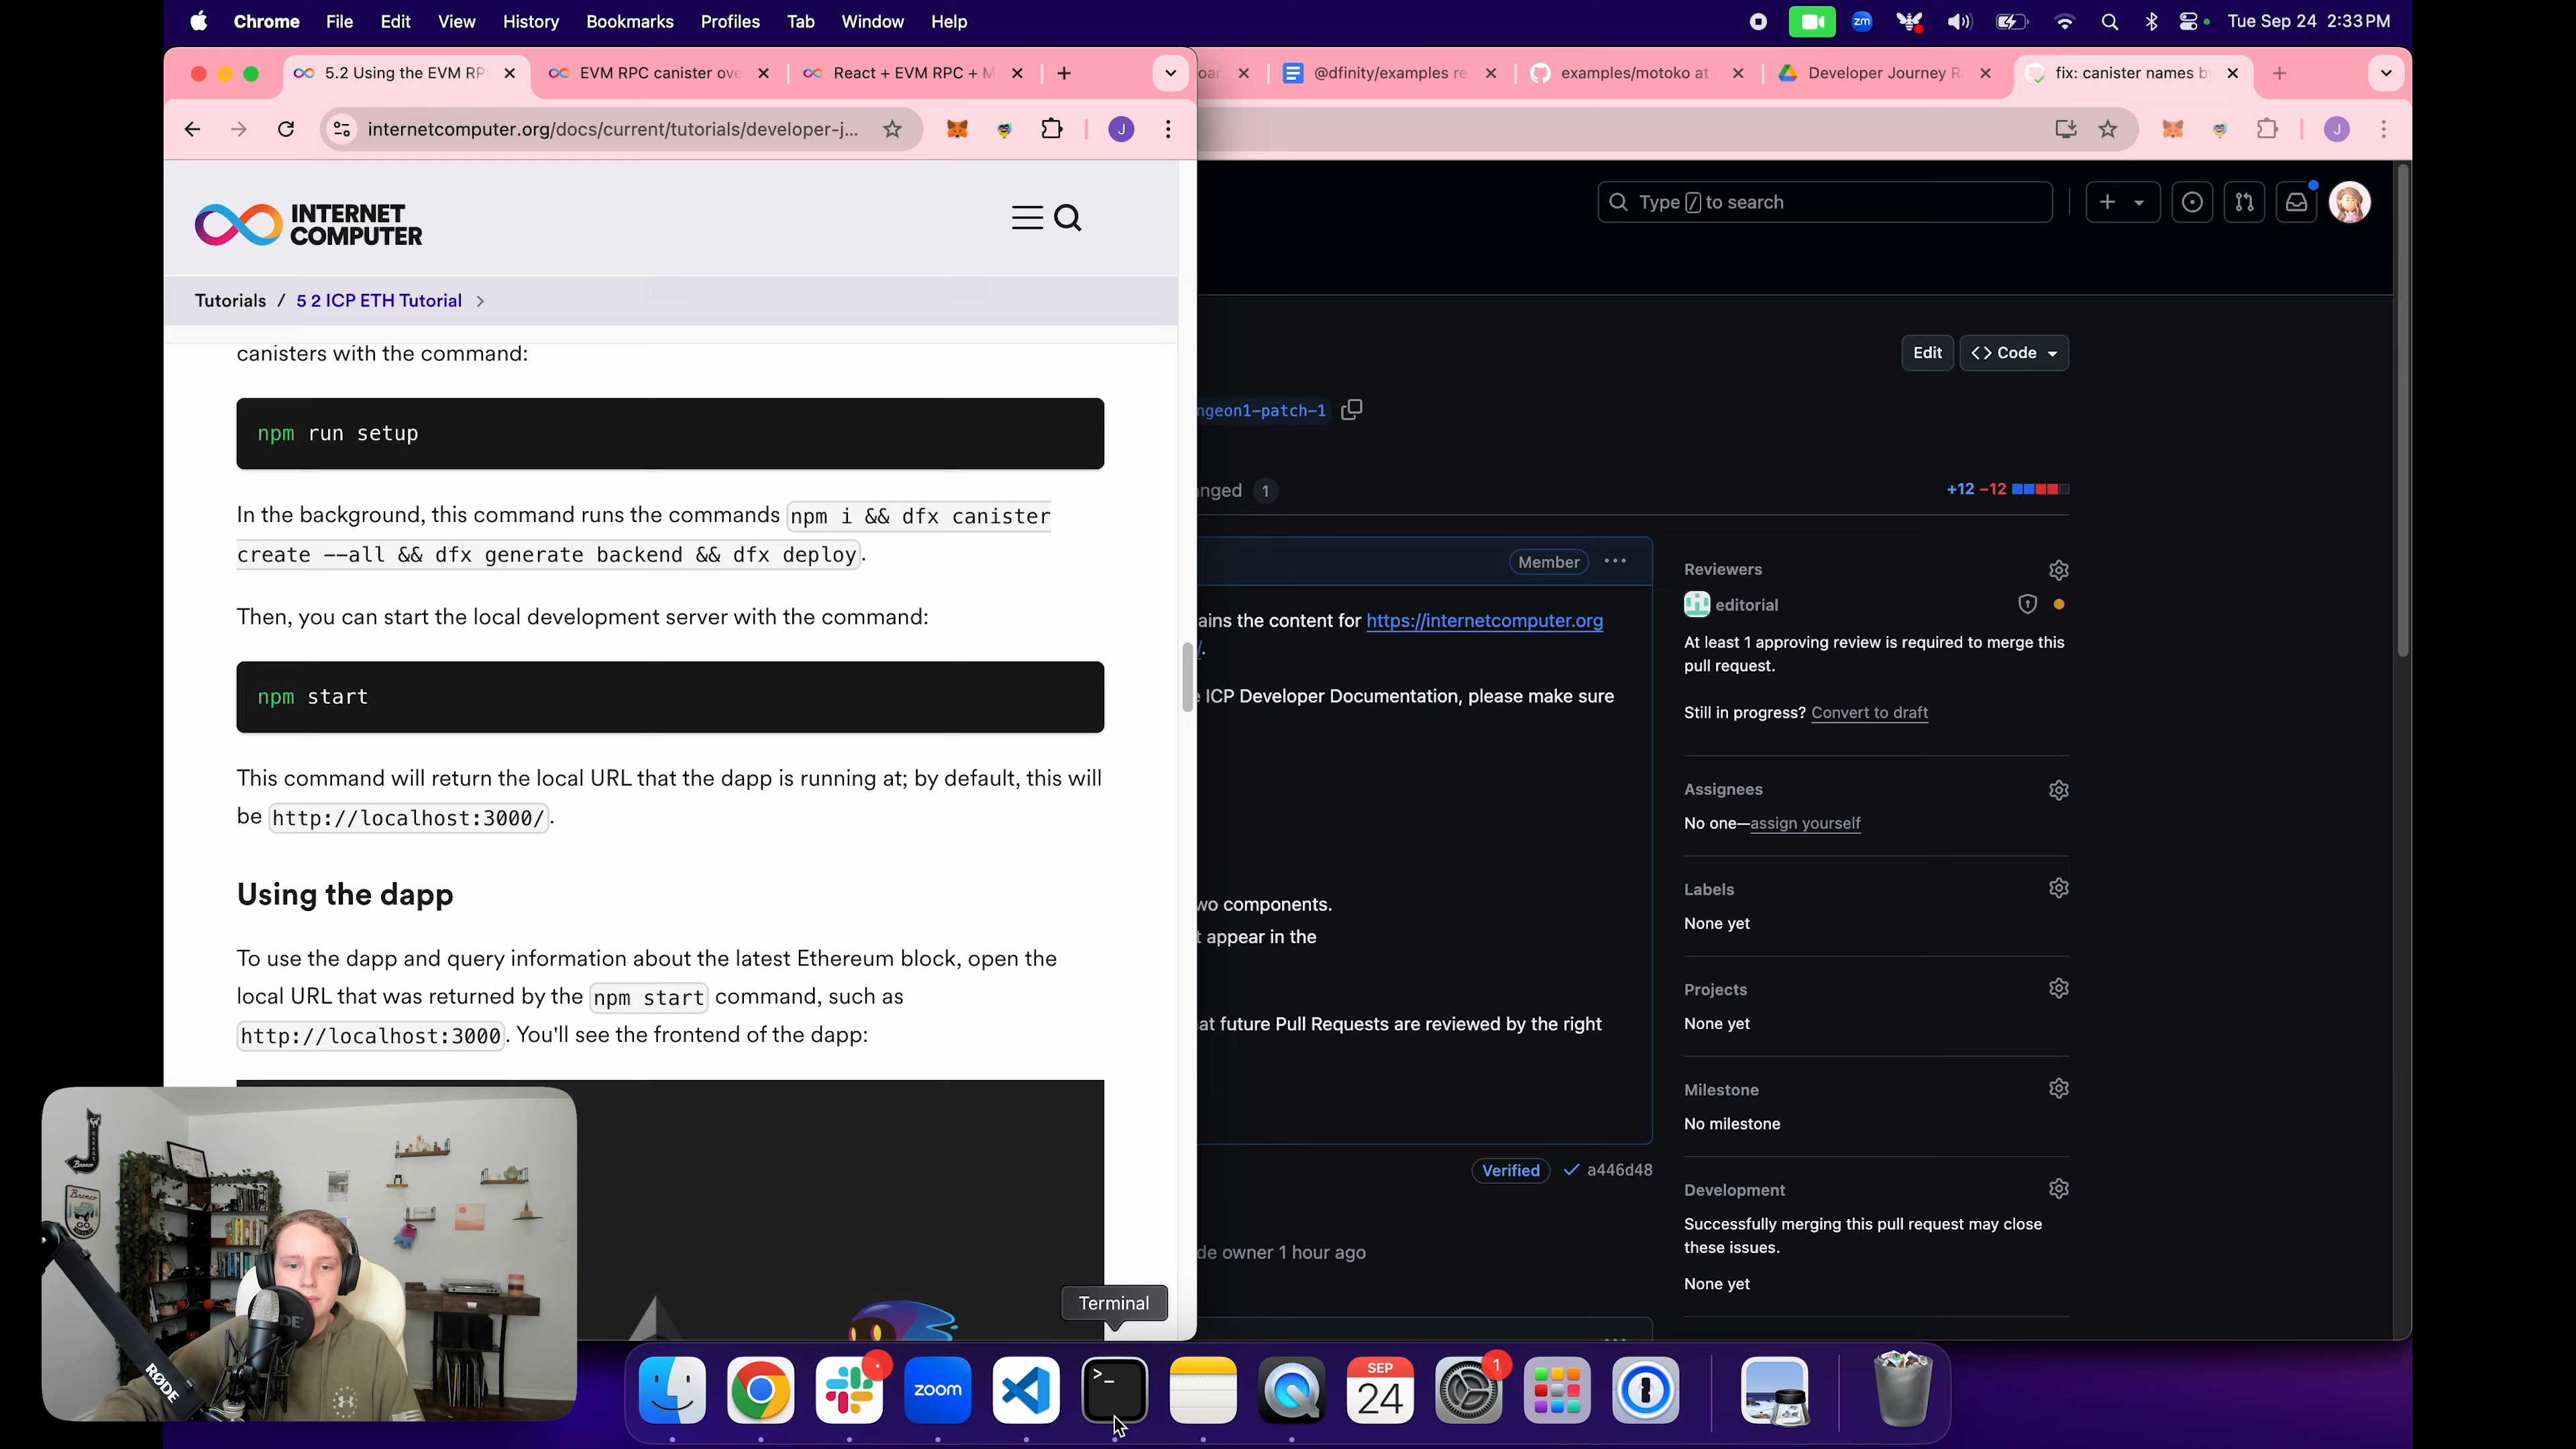 Chrome File Edit View History Bookmarks Profiles Tab Window Help
zm
Tue Sep 24 2:33 PM
5.2 Using the EVM RP
EVM RPC canister ove
React + EVM RPC + M
@dfinity/examples re
examples/motoko at
Developer Journey R
fix: canister names b
internetcomputer.org/docs/current/tutorials/developer-j...
J
J
INTERNET
COMPUTER
Type / to search
Tutorials / 5 2 ICP ETH Tutorial >
canisters with the command:
npm run setup
In the background, this command runs the commands npm i && dfx canister
create --all && dfx generate backend && dfx deploy.
Then, you can start the local development server with the command:
npm start
This command will return the local URL that the dapp is running at; by default, this will
be http://localhost:3000/.
Using the dapp
To use the dapp and query information about the latest Ethereum block, open the
local URL that was returned by the npm start command, such as
http://localhost:3000. You'll see the frontend of the dapp:
Edit
<> Code
ngeon1-patch-1
nged 1
+12 −12
Member
ains the content for https://internetcomputer.org
/.
ICP Developer Documentation, please make sure
wo components.
t appear in the
at future Pull Requests are reviewed by the right
Verified
a446d48
de owner 1 hour ago
Reviewers
editorial
At least 1 approving review is required to merge this
pull request.
Still in progress? Convert to draft
Assignees
No one—assign yourself
Labels
None yet
Projects
None yet
Milestone
No milestone
Development
Successfully merging this pull request may close
these issues.
None yet
Terminal
zoom
SEP
24
1
Bronco
GO
RØDE